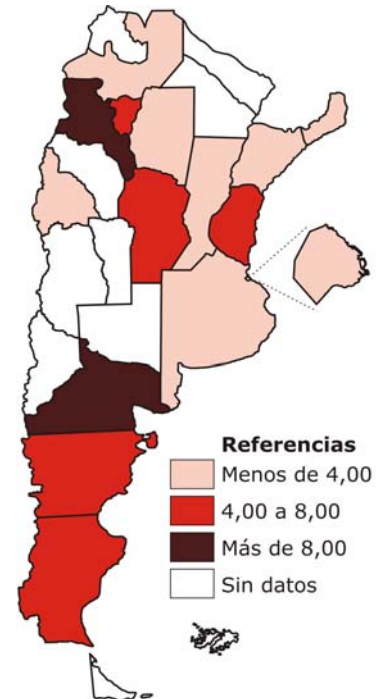 Referencias
Menos de 4,00
4,00 a 8,00
Más de 8,00
Sin datos